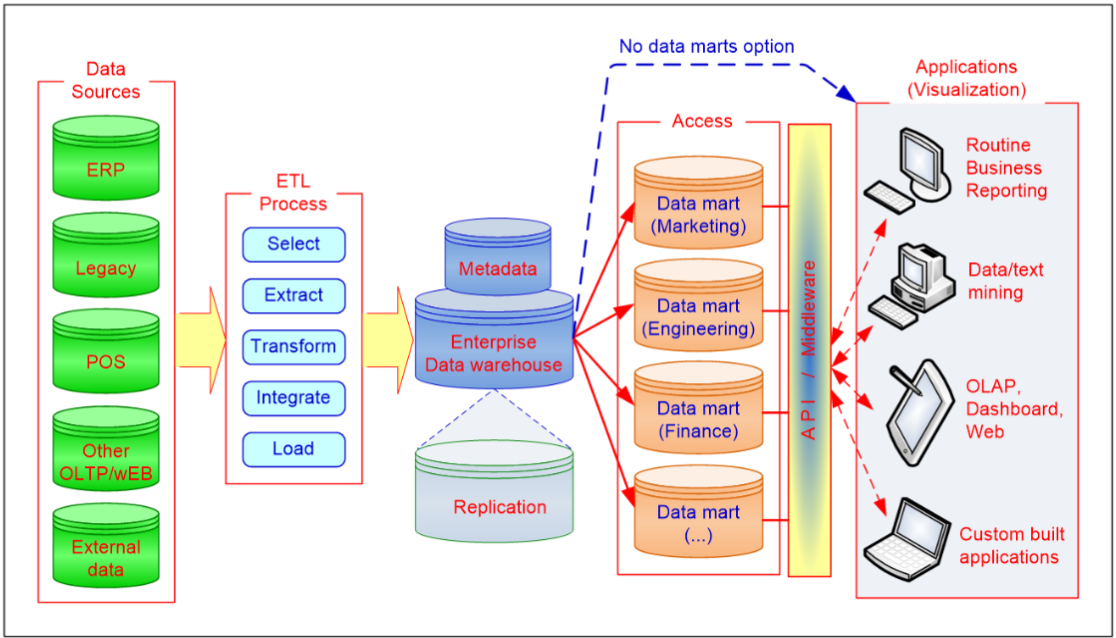 No data marts option
Data
Sources
ERP
Legacy
POS
Other
OLTP/wEB
External
data
ETL
Process
Select
Extract
Transform
Integrate
Load
Metadata
Enterprise
Data warehouse
Replication
Access
Data mart
(Marketing)
Data mart
(Engineering)
Data mart
(Finance)
Data mart
(...)
API / Middleware
Applications
(Visualization)
Routine
Business
Reporting
Data/text
mining
OLAP,
Dashboard,
Web
Custom built
applications